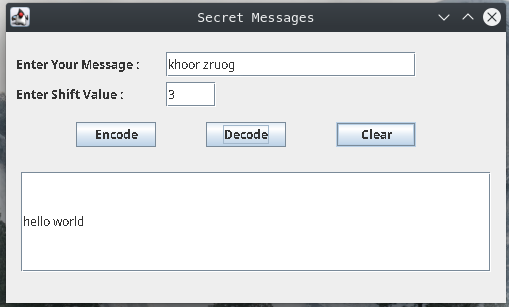 Secret Messages
Enter Your Message : khoor zruog
Enter Shift Value : 3
Encode Decode Clear
hello world